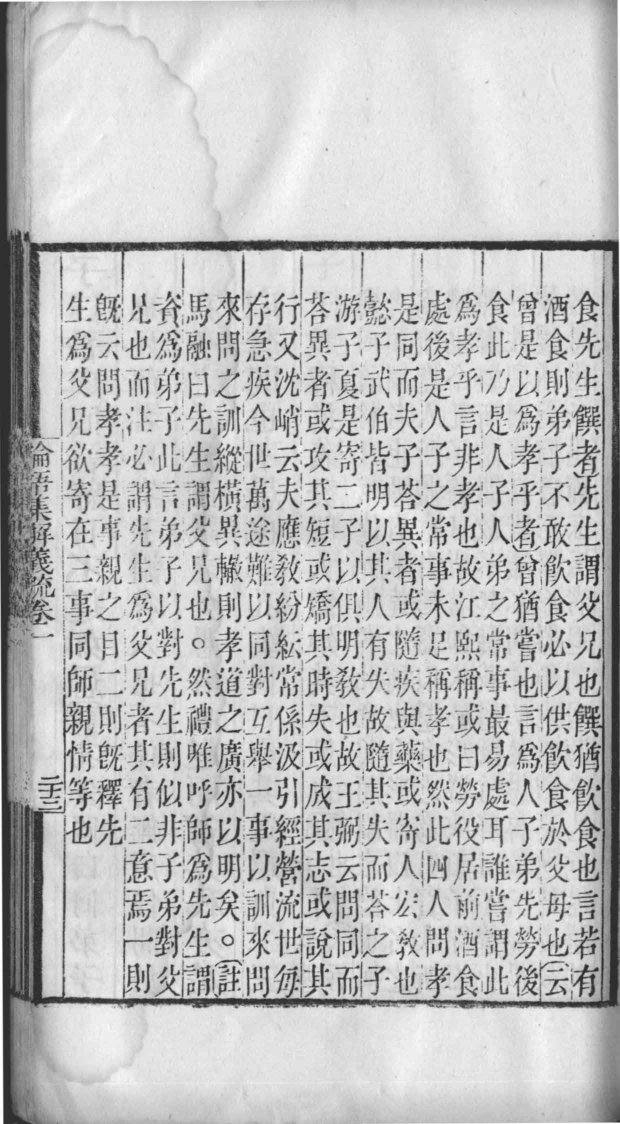 食先生饌者先生謂父兄也饌猶飲食也言若有
酒食則弟子不敢飲食必以供飲食於父母也云
曾是以爲孝乎者曾猶嘗也言爲人子弟先勞後
食此乃是人子人弟之常事最易處耳誰嘗謂此
爲孝乎言非孝也故江熙稱或曰勞役居前酒食
處後是人子之常事未足稱孝也然此四人問孝
是同而夫子荅異者或隨疾與藥或寄人宏敎也
懿子武伯皆明以其人有失故隨其失而荅之子
游子夏是寄二子以俱明敎也故王弼云問同而
荅異者或攻其短或矯其時失或成其志或說其
行又沈峭云夫應敎紛紜常係汲引經營流世每
存急疾今世萬途難以同對互舉一事以訓來問
來問之訓縱橫異轍則孝道之廣亦以明矣。註
馬融曰先生謂父兄也。然禮唯呼師爲先生謂
資爲弟子此言弟子以對先生則似非子弟對父
兄也而注必謂先生爲父兄者其有二意焉一則
旣云問孝孝是事親之目二則旣釋先
生爲父兄欲寄在三事同師親情等也
論語集解義疏卷一
二十三